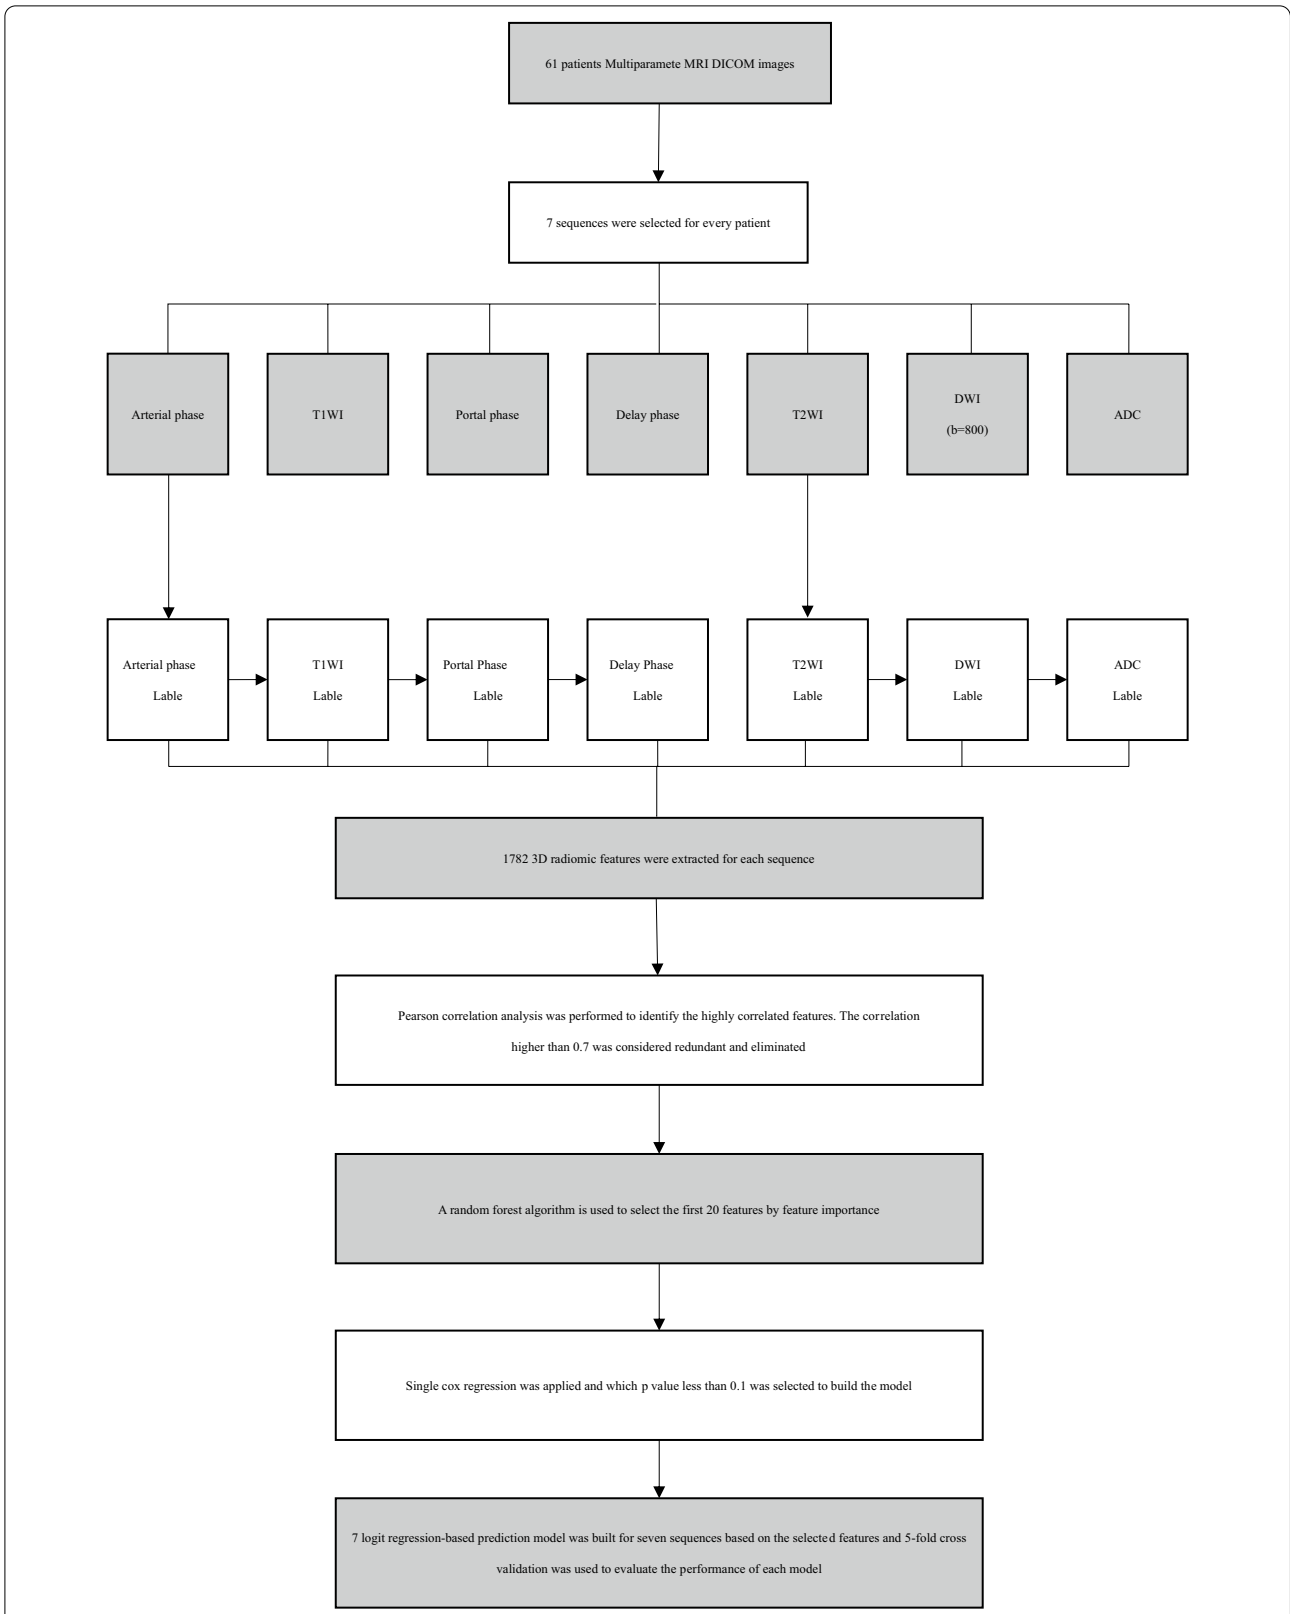 61 patients Multiparamete MRI DICOM images
7 sequences were selected for every patient
Arterial phase
T1WI
Portal phase
Delay phase
T2WI
DWI
(b=800)
ADC
Arterial phase
Lable
T1WI
Lable
Portal Phase
Lable
Delay Phase
Lable
T2WI
Lable
DWI
Lable
ADC
Lable
1782 3D radiomic features were extracted for each sequence
Pearson correlation analysis was performed to identify the highly correlated features. The correlation
higher than 0.7 was considered redundant and eliminated
A random forest algorithm is used to select the first 20 features by feature importance
Single cox regression was applied and which p value less than 0.1 was selected to build the model
7 logit regression-based prediction model was built for seven sequences based on the selected features and 5-fold cross
validation was used to evaluate the performance of each model